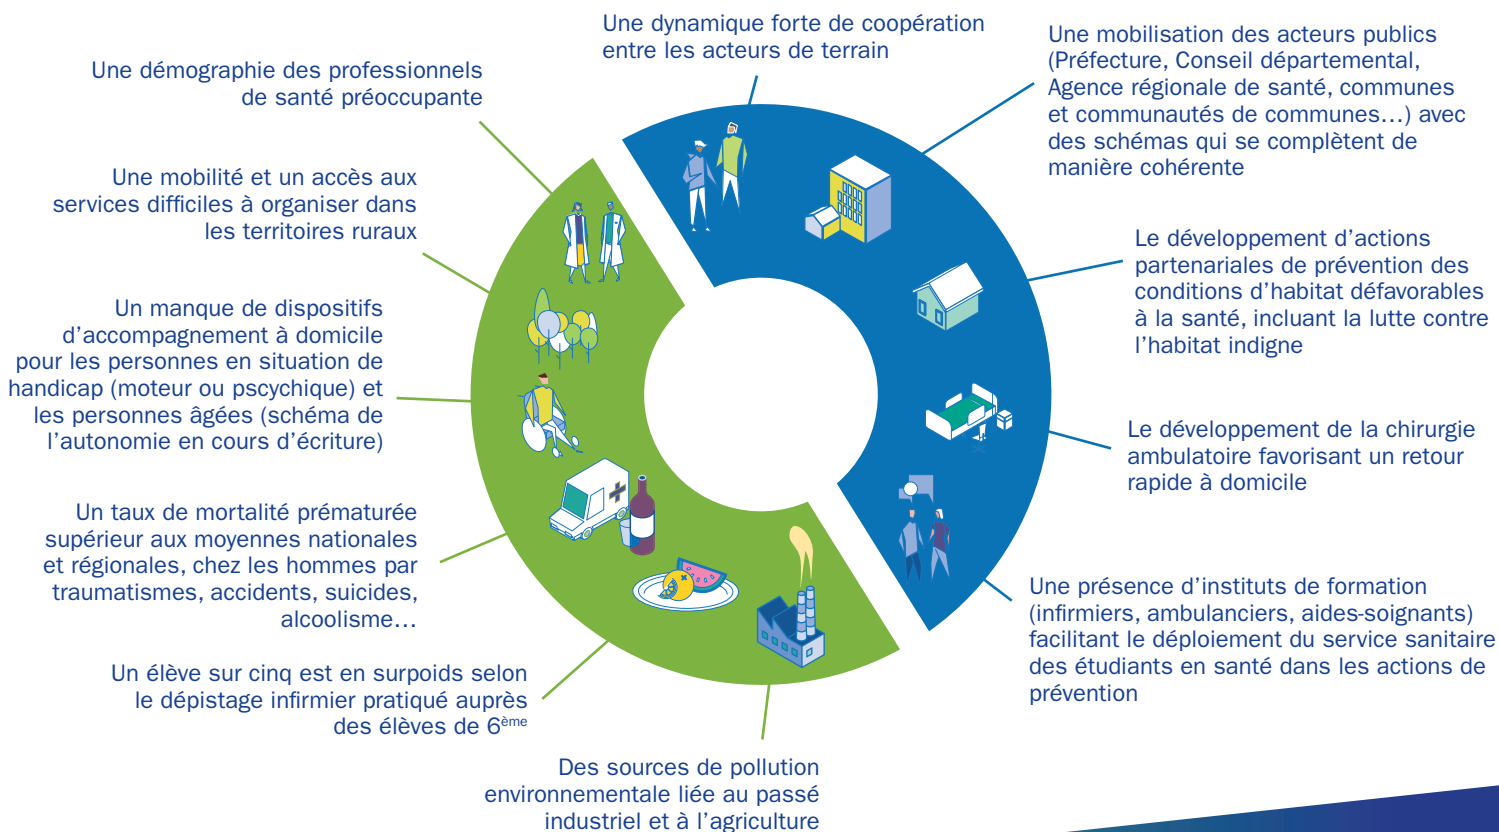 Une dynamique forte de coopération
entre les acteurs de terrain
Une mobilisation des acteurs publics
(Préfecture, Conseil départemental,
Agence régionale de santé, communes
et communautés de communes…) avec
des schémas qui se complètent de
manière cohérente
Le développement d’actions
partenariales de prévention des
conditions d’habitat défavorables
à la santé, incluant la lutte contre
l’habitat indigne
Le développement de la chirurgie
ambulatoire favorisant un retour
rapide à domicile
Une présence d’instituts de formation
(infirmiers, ambulanciers, aides-soignants)
facilitant le déploiement du service sanitaire
des étudiants en santé dans les actions de
prévention
Une démographie des professionnels
de santé préoccupante
Une mobilité et un accès aux
services difficiles à organiser dans
les territoires ruraux
Un manque de dispositifs
d’accompagnement à domicile
pour les personnes en situation de
handicap (moteur ou pscychique) et
les personnes âgées (schéma de
l’autonomie en cours d’écriture)
Un taux de mortalité prématurée
supérieur aux moyennes nationales
et régionales, chez les hommes par
traumatismes, accidents, suicides,
alcoolisme…
Un élève sur cinq est en surpoids selon
le dépistage infirmier pratiqué auprès
des élèves de 6ème
Des sources de pollution
environnementale liée au passé
industriel et à l’agriculture